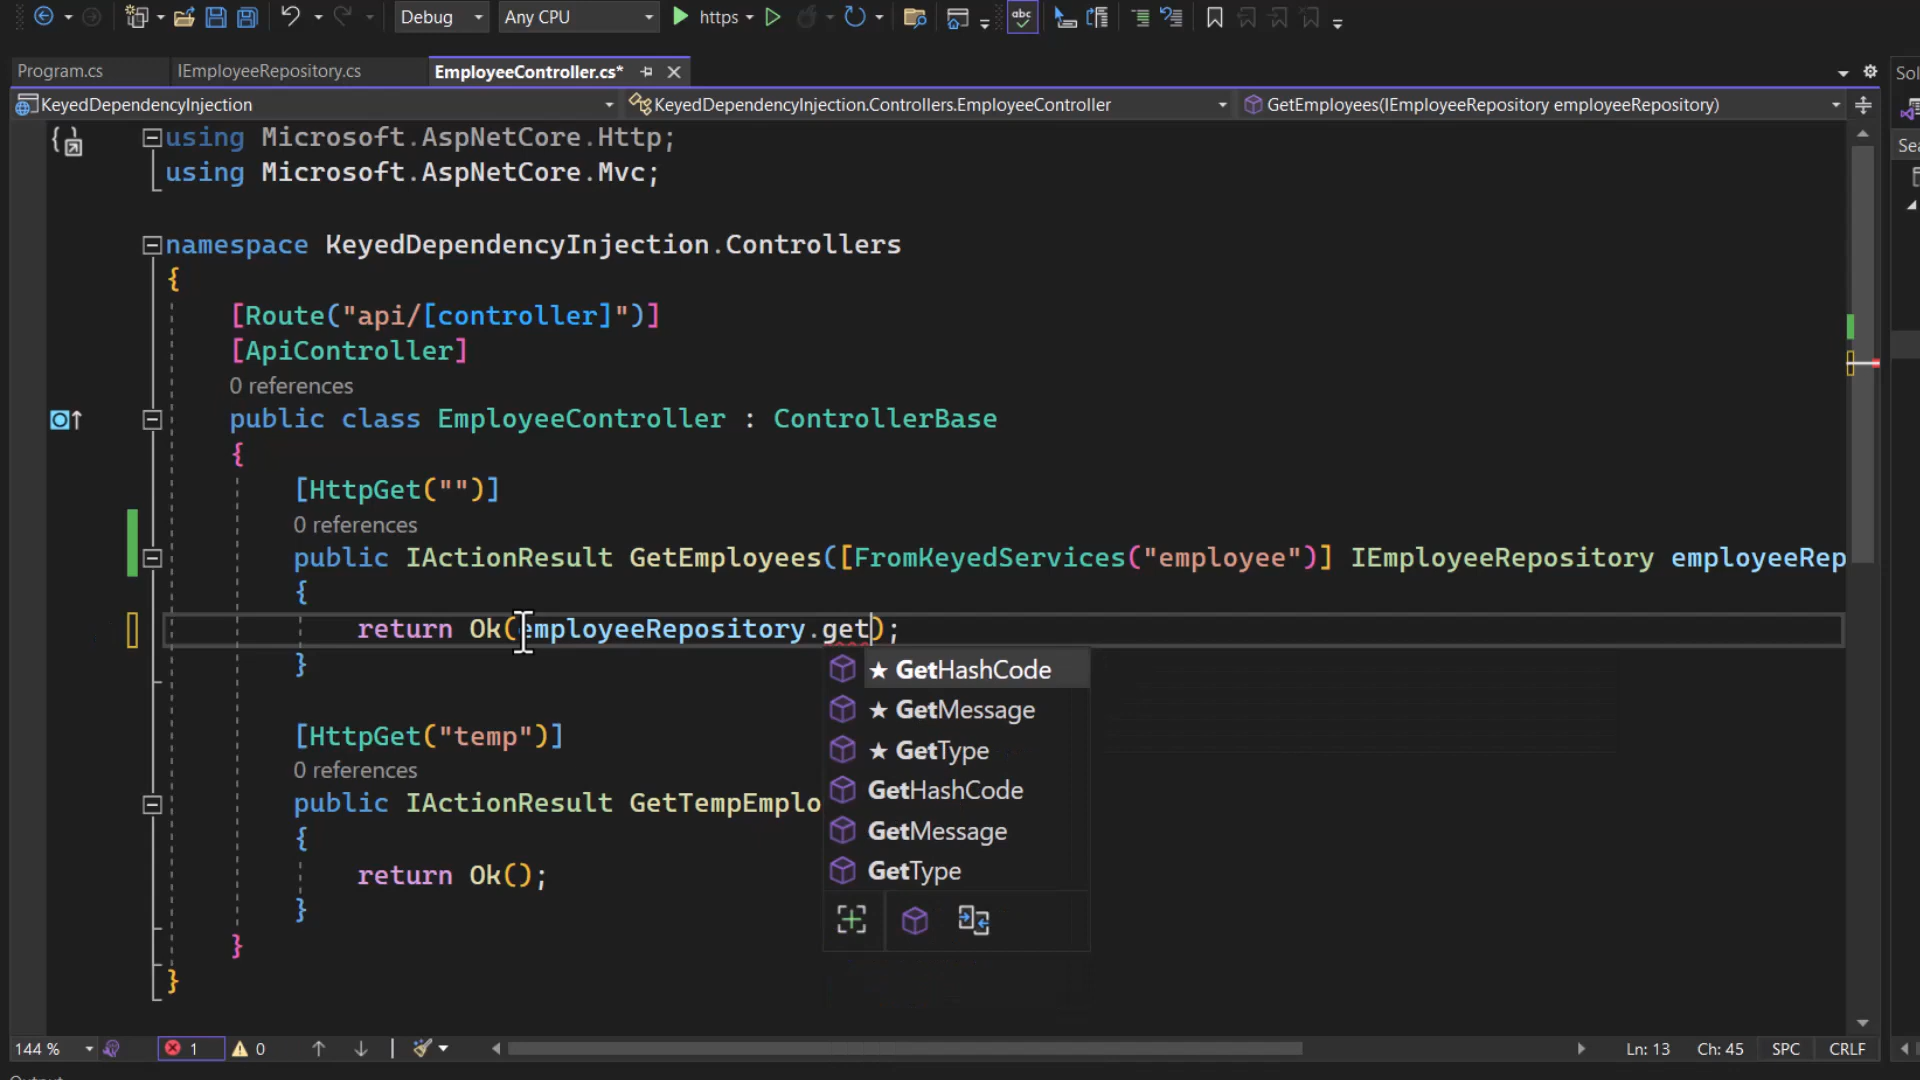 Debug Any CPU https
Program.cs IEmployeeRepository.cs EmployeeController.cs*
KeyedDependencyInjection KeyedDependencyInjection.Controllers.EmployeeController GetEmployees(IEmployeeRepository employeeRepository)
using Microsoft.AspNetCore.Http;
using Microsoft.AspNetCore.Mvc;
namespace KeyedDependencyInjection.Controllers
{
[Route("api/[controller]")]
[ApiController]
0 references
public class EmployeeController : ControllerBase
{
[HttpGet("")]
0 references
public IActionResult GetEmployees([FromKeyedServices("employee")] IEmployeeRepository employeeRep
{
return Ok(employeeRepository.get);
}
★ GetHashCode
★ GetMessage
★ GetType
GetHashCode
GetMessage
GetType
[HttpGet("temp")]
0 references
public IActionResult GetTempEmplo
{
return Ok();
}
}
}
144 % 1 0 Ln: 13 Ch: 45 SPC CRLF